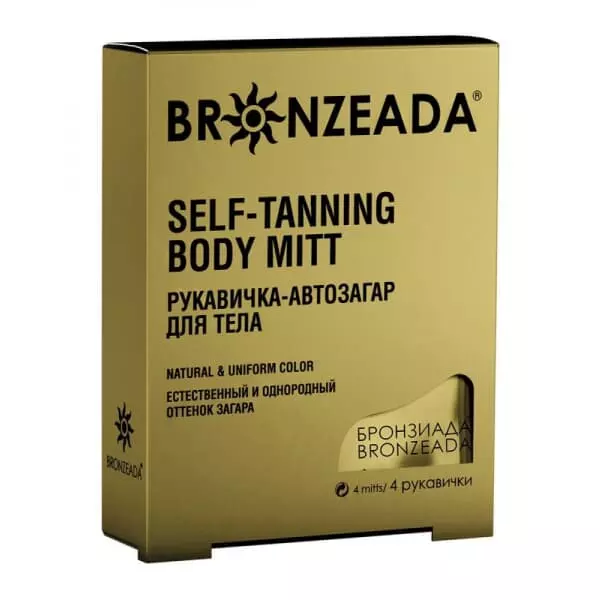 BRONZEADA®
SELF-TANNING
BODY MITT
РУКАВИЧКА-АВТОЗАГАР
ДЛЯ ТЕЛА
NATURAL & UNIFORM COLOR
ЕСТЕСТВЕННЫЙ И ОДНОРОДНЫЙ
ОТТЕНОК ЗАГАРА
БРОНЗИАДА
BRONZEADA
4 mitts/ 4 рукавички
BRONZEADA®